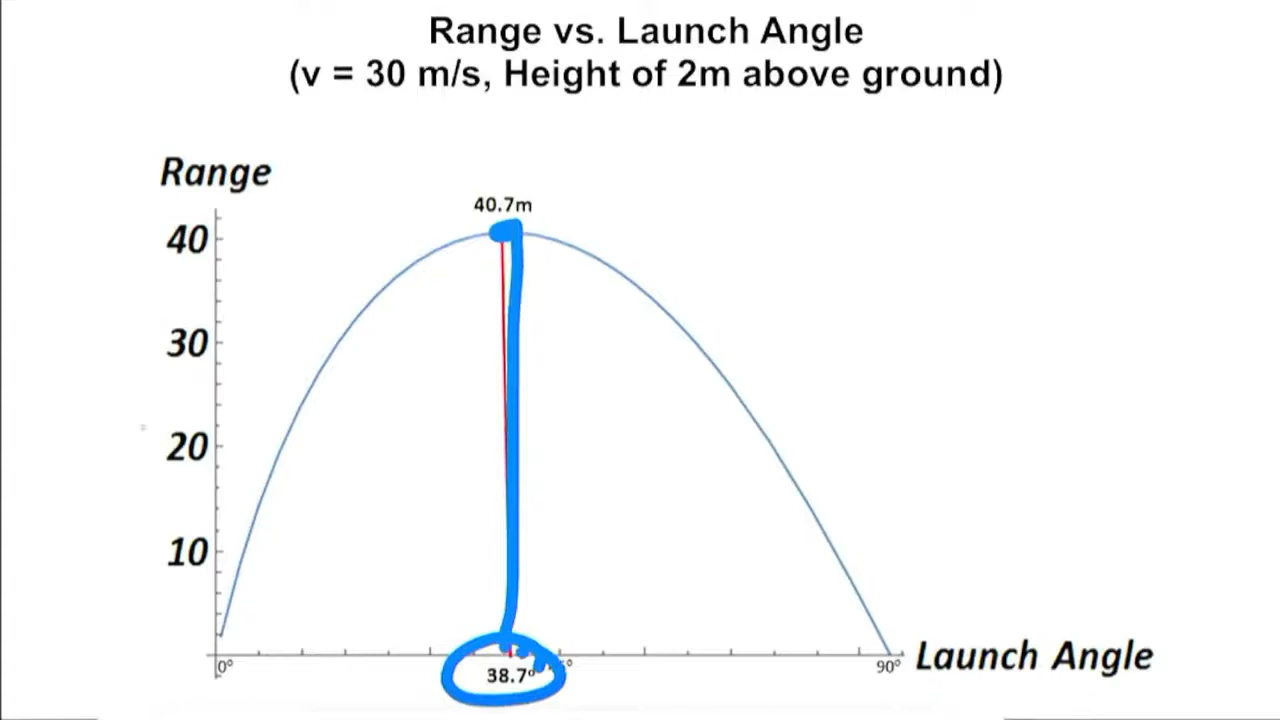 Range vs. Launch Angle
(v = 30 m/s, Height of 2m above ground)
Range
40.7m
40
30
20
10
0°
38.7°
90°
Launch Angle